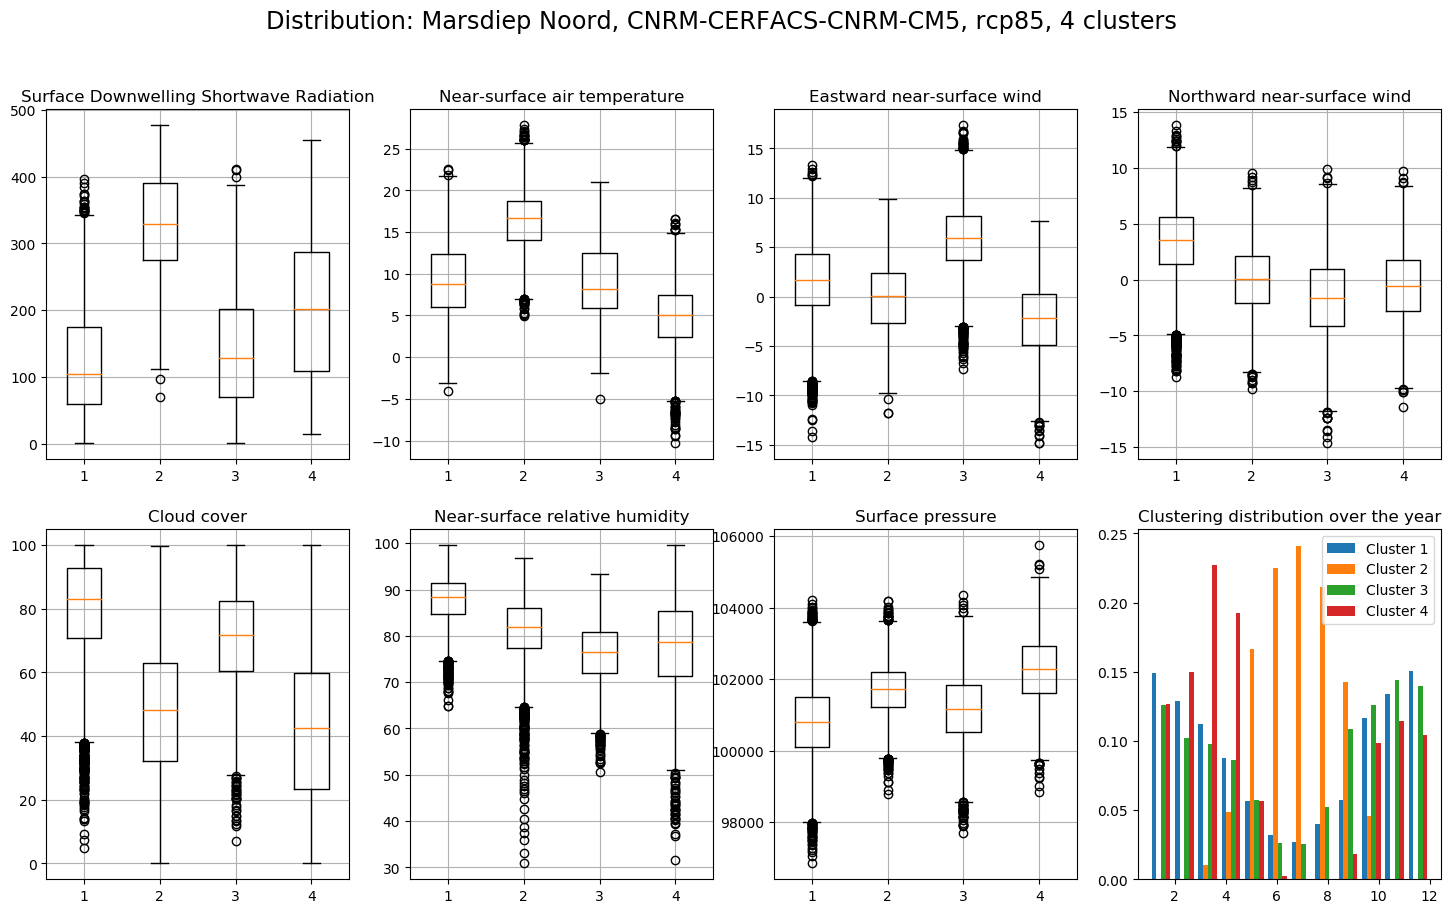 Distribution: Marsdiep Noord, CNRM-CERFACS-CNRM-CM5, rcp85, 4 clusters
Surface Downwelling Shortwave Radiation
500
400
300
200
100
0
1 2 3 4
Near-surface air temperature
25
20
15
10
5
0
−5
−10
1 2 3 4
Eastward near-surface wind
15
10
5
0
−5
−10
−15
1 2 3 4
Northward near-surface wind
15
10
5
0
−5
−10
−15
1 2 3 4
Cloud cover
100
80
60
40
20
0
1 2 3 4
Near-surface relative humidity
100
90
80
70
60
50
40
30
1 2 3 4
Surface pressure
106000
104000
102000
100000
98000
1 2 3 4
Clustering distribution over the year
0.25
0.20
0.15
0.10
0.05
0.00
2 4 6 8 10 12
Cluster 1
Cluster 2
Cluster 3
Cluster 4